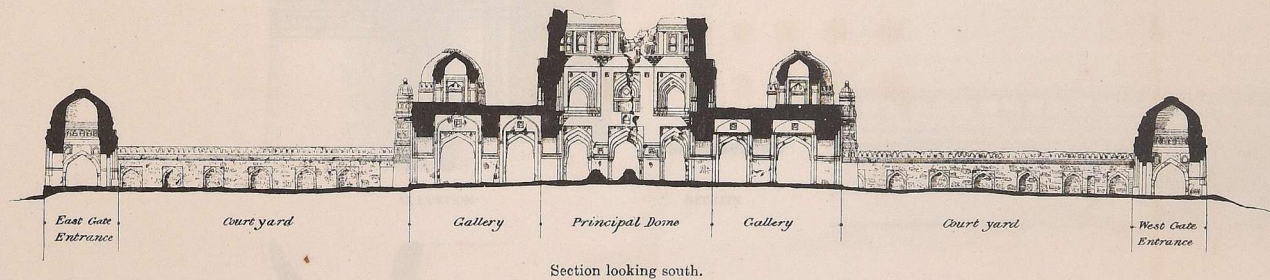 East Gate
Entrance
Court yard
Gallery
Principal Dome
Gallery
Court yard
West Gate
Entrance
Section looking south.